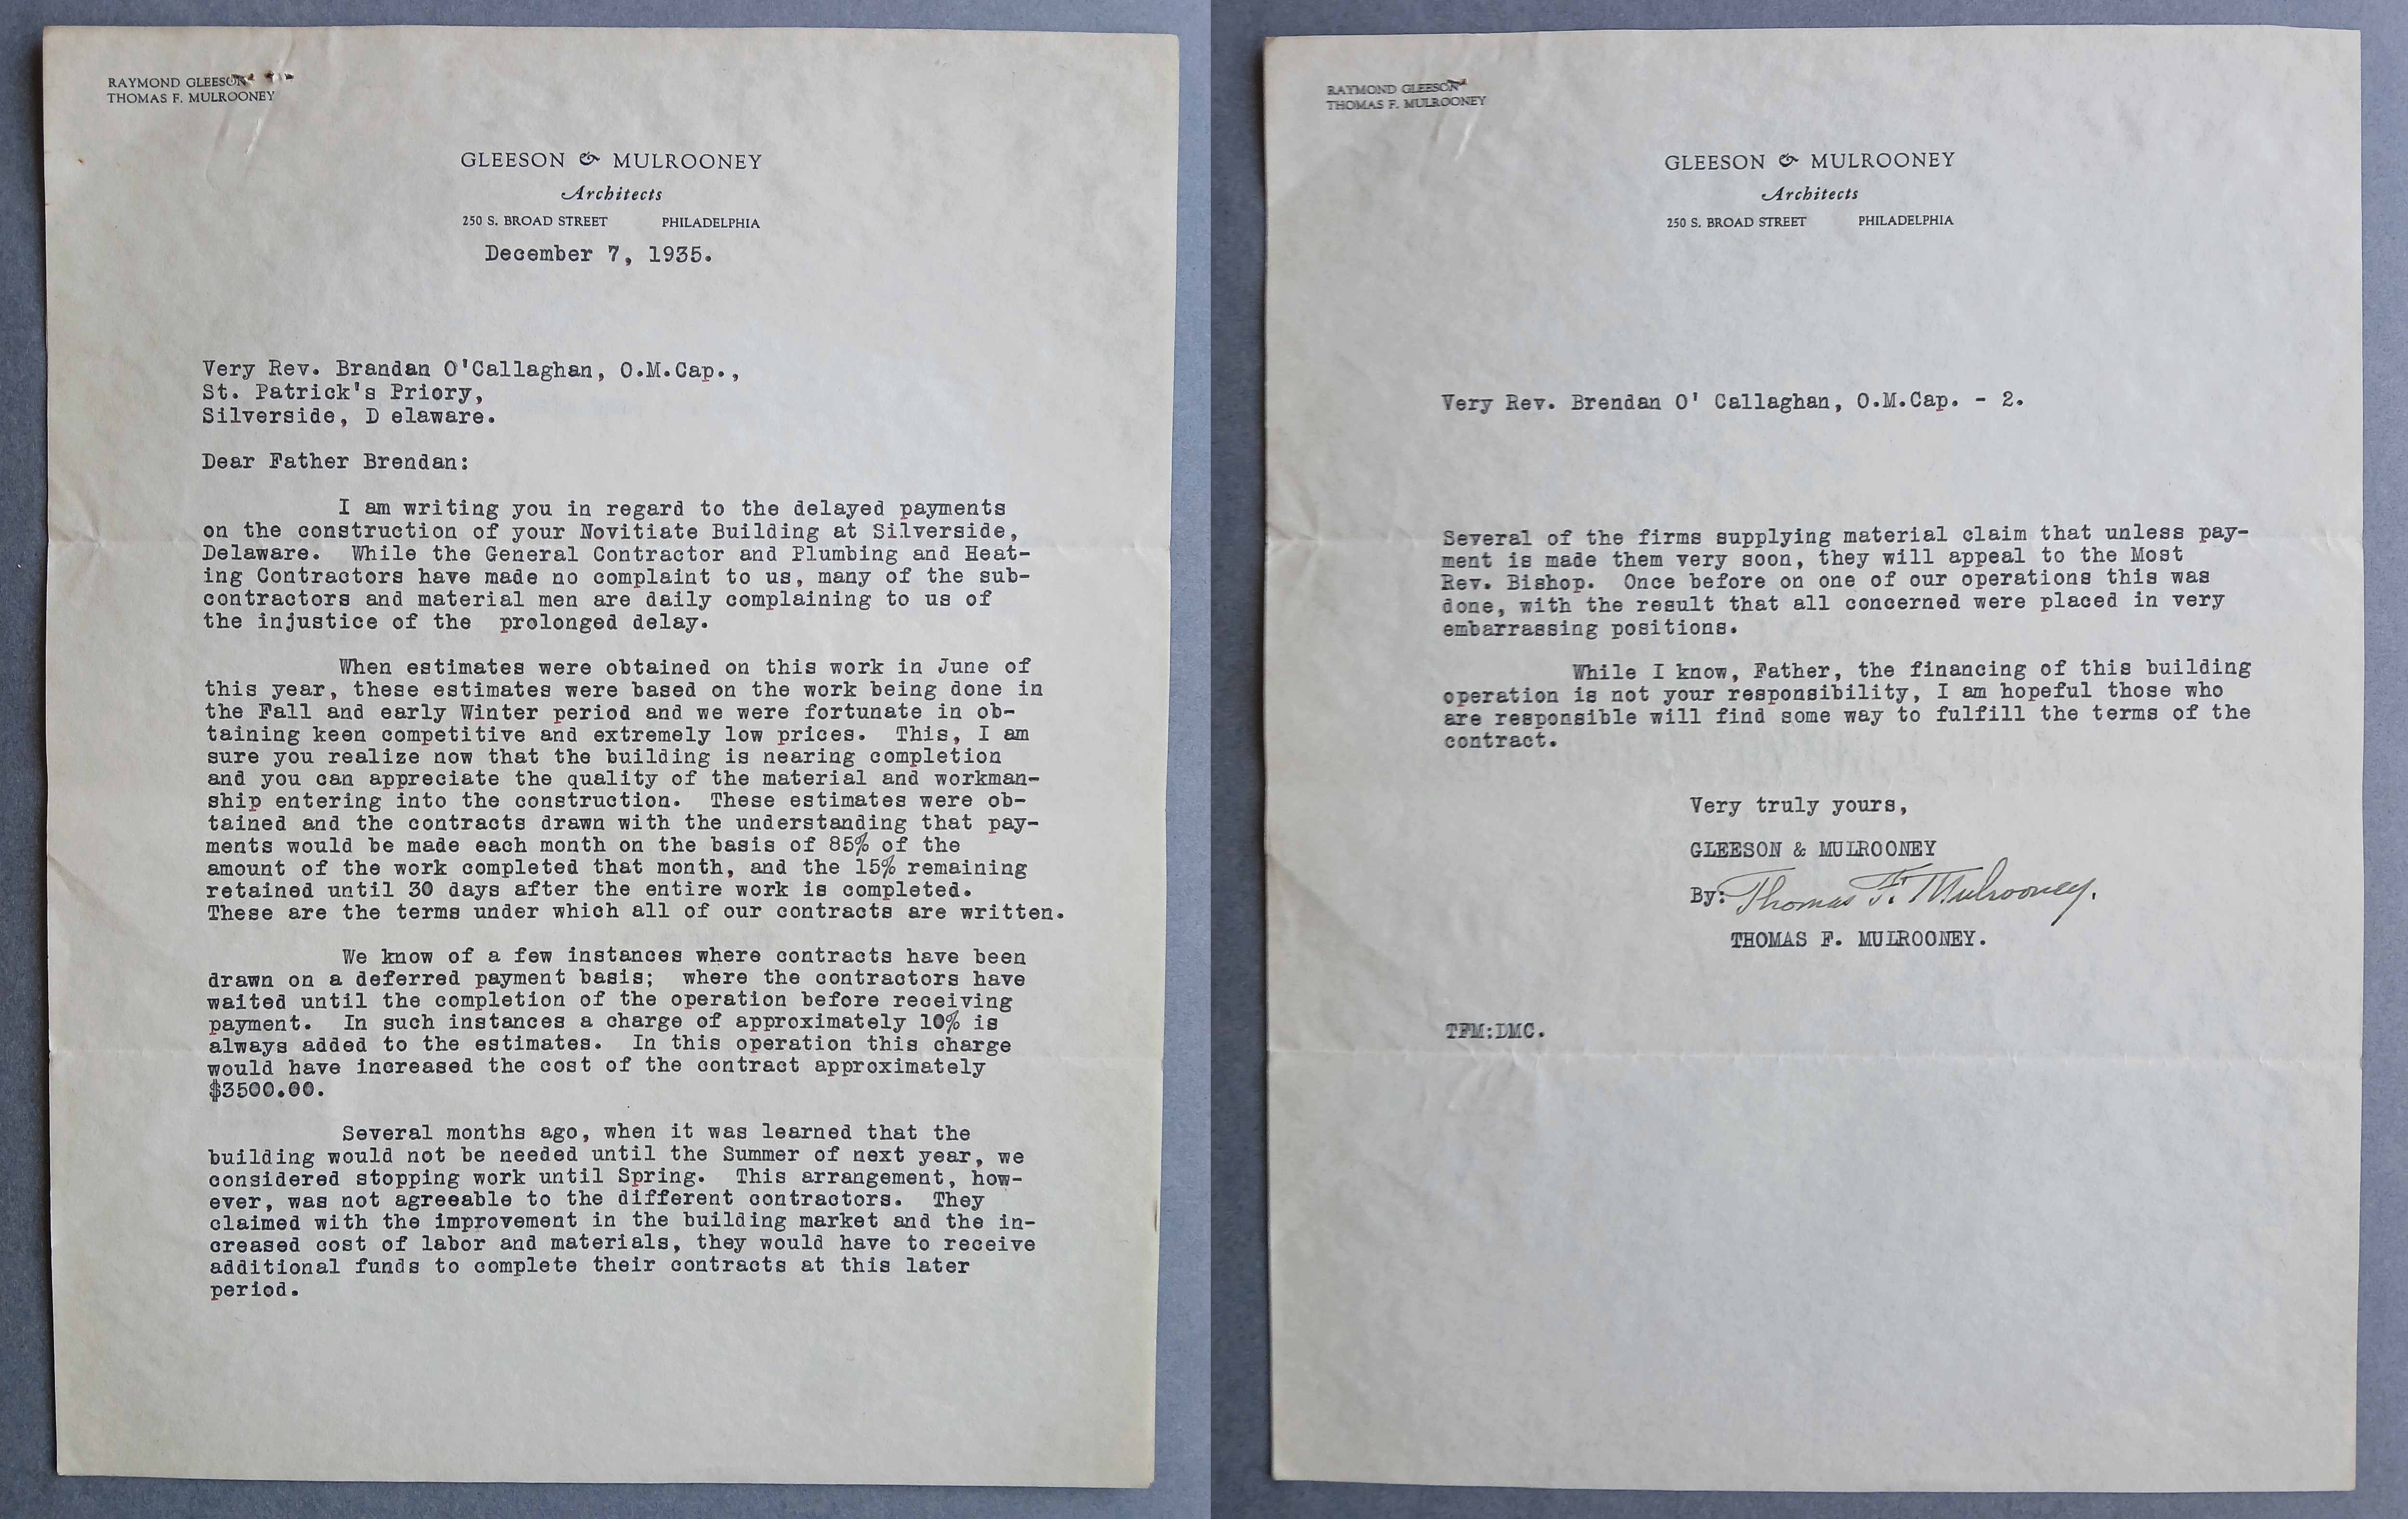 RAYMOND GLEESON
THOMAS F. MULROONEY
GLEESON & MULROONEY
Architects
250 S. BROAD STREET PHILADELPHIA
December 7, 1935.
Very Rev. Brandan O'Callaghan, O.M.Cap.,
St. Patrick's Priory,
Silverside, D elaware.
Dear Father Brendan:
I am writing you in regard to the delayed payments
on the construction of your Novitiate Building at Silverside,
Delaware. While the General Contractor and Plumbing and Heat-
ing Contractors have made no complaint to us, many of the sub-
contractors and material men are daily complaining to us of
the injustice of the prolonged delay.
When estimates were obtained on this work in June of
this year, these estimates were based on the work being done in
the Fall and early Winter period and we were fortunate in ob-
taining keen competitive and extremely low prices. This, I am
sure you realize now that the building is nearing completion
and you can appreciate the quality of the material and workman-
ship entering into the construction. These estimates were ob-
tained and the contracts drawn with the understanding that pay-
ments would be made each month on the basis of 85% of the
amount of the work completed that month, and the 15% remaining
retained until 30 days after the entire work is completed.
These are the terms under which all of our contracts are written.
We know of a few instances where contracts have been
drawn on a deferred payment basis; where the contractors have
waited until the completion of the operation before receiving
payment. In such instances a charge of approximately 10% is
always added to the estimates. In this operation this charge
would have increased the cost of the contract approximately
$3500.00.
Several months ago, when it was learned that the
building would not be needed until the Summer of next year, we
considered stopping work until Spring. This arrangement, how-
ever, was not agreeable to the different contractors. They
claimed with the improvement in the building market and the in-
creased cost of labor and materials, they would have to receive
additional funds to complete their contracts at this later
period.
RAYMOND GLEESON
THOMAS F. MULROONEY
GLEESON & MULROONEY
Architects
250 S. BROAD STREET PHILADELPHIA
Very Rev. Brendan O' Callaghan, O.M.Cap. - 2.
Several of the firms supplying material claim that unless pay-
ment is made them very soon, they will appeal to the Most
Rev. Bishop. Once before on one of our operations this was
done, with the result that all concerned were placed in very
embarrassing positions.
While I know, Father, the financing of this building
operation is not your responsibility, I am hopeful those who
are responsible will find some way to fulfill the terms of the
contract.
Very truly yours,
GLEESON & MULROONEY
By: Thomas F. Mulrooney.
THOMAS F. MULROONEY.
TFM:DMC.